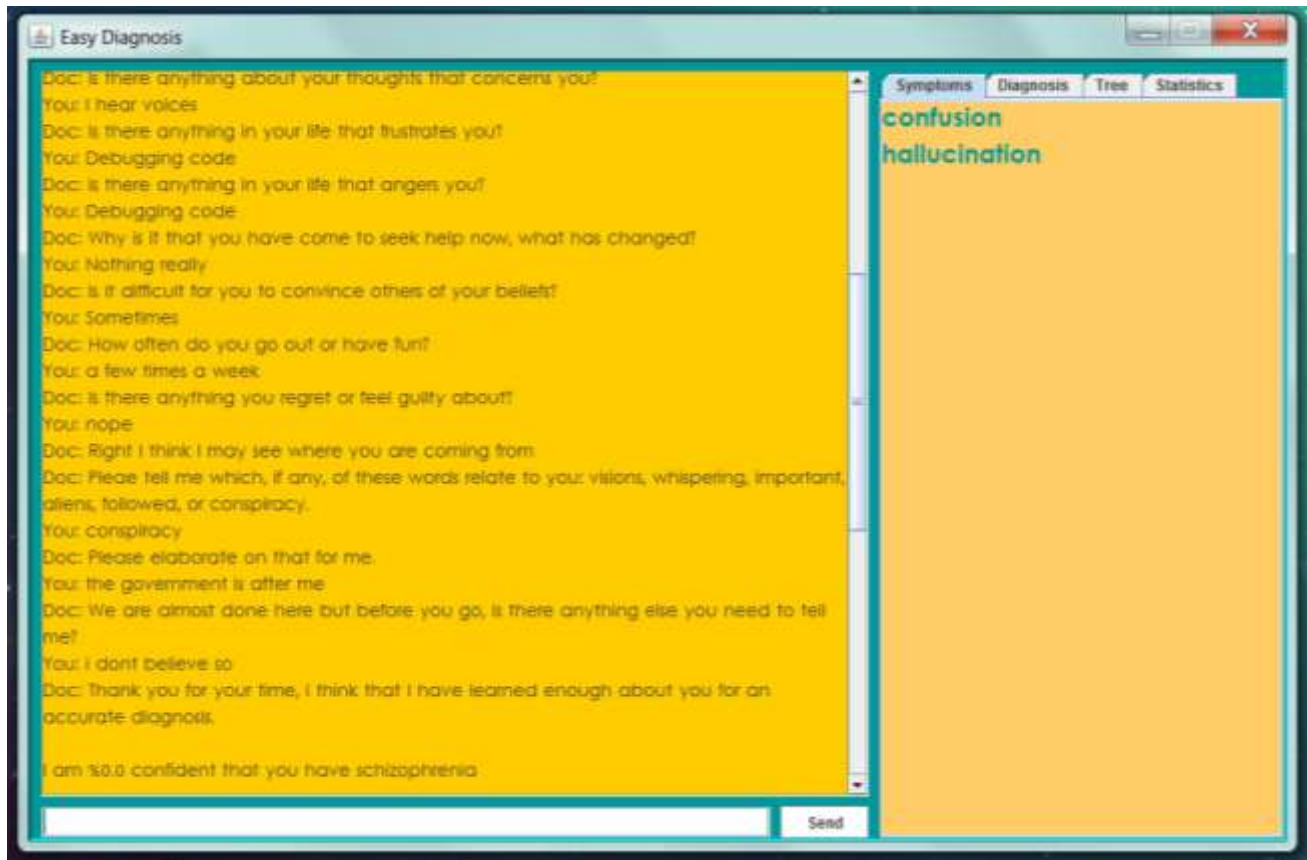 Easy Diagnosis
Doc: Is there anything about your thoughts that concerns you?
You: I hear voices
Doc: Is there anything in your life that frustrates you?
You: Debugging code
Doc: Is there anything in your life that angers you?
You: Debugging code
Doc: Why is it that you have come to seek help now, what has changed?
You: Nothing really
Doc: Is it difficult for you to convince others of your beliefs?
You: Sometimes
Doc: How often do you go out or have fun?
You: a few times a week
Doc: Is there anything you regret or feel guilty about?
You: nope
Doc: Right I think I may see where you are coming from
Doc: Pleae tell me which, if any, of these words relate to you: visions, whispering, important,
aliens, followed, or conspiracy.
You: conspiracy
Doc: Please elaborate on that for me.
You: the government is after me
Doc: We are almost done here but before you go, is there anything else you need to tell
me?
You: i dont believe so
Doc: Thank you for your time, I think that I have learned enough about you for an
accurate diagnosis.
I am %0.0 confident that you have schizophrenia
Send
Symptoms Diagnosis Tree Statistics
confusion
hallucination